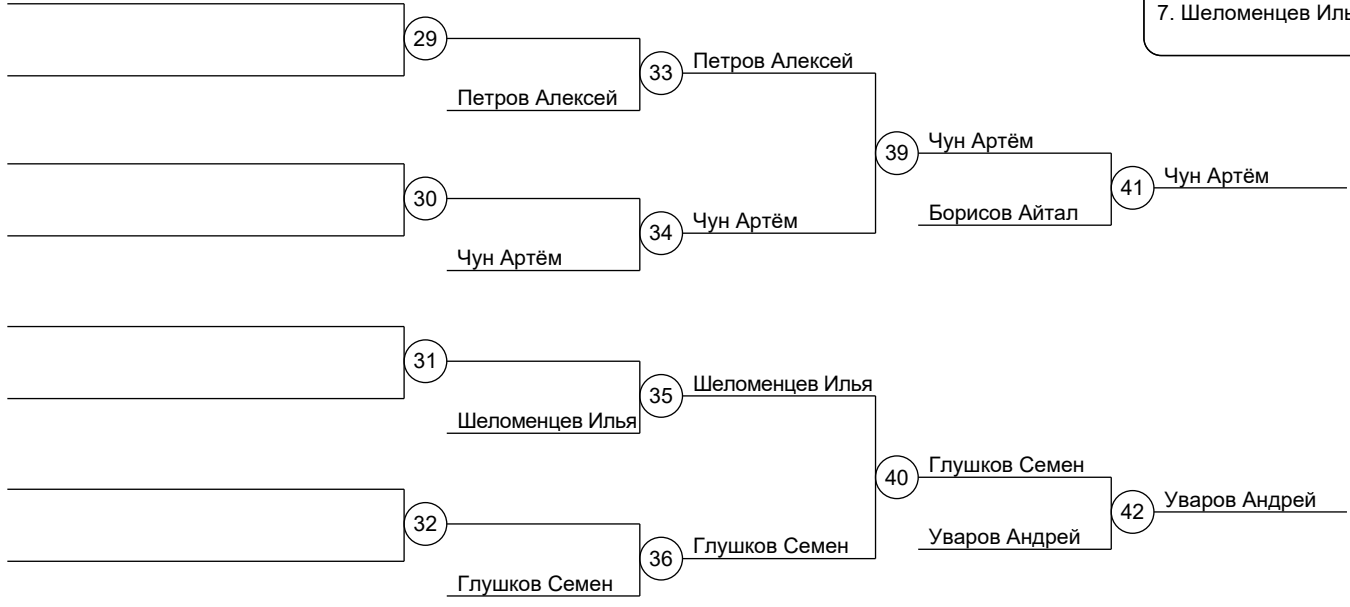 7. Шеломенцев Иль
29
33
Петров Алексей
Петров Алексей
39
Чун Артём
41
Чун Артём
30
34
Чун Артём
Борисов Айтал
Чун Артём
31
35
Шеломенцев Илья
Шеломенцев Илья
40
Глушков Семен
42
Уваров Андрей
32
36
Глушков Семен
Уваров Андрей
Глушков Семен